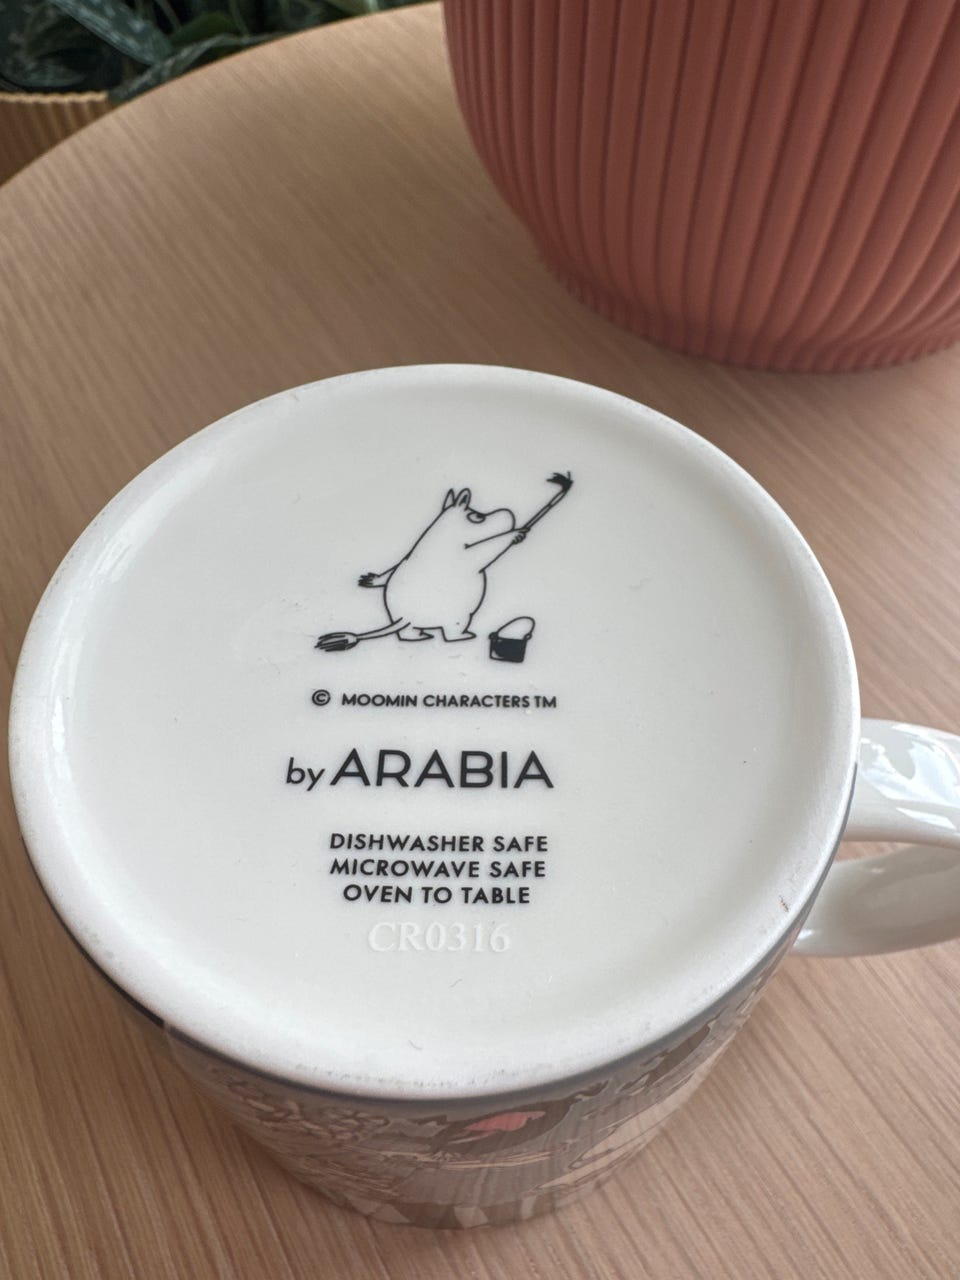 © MOOMIN CHARACTERS TM
by ARABIA
DISHWASHER SAFE
MICROWAVE SAFE
OVEN TO TABLE
CR0316